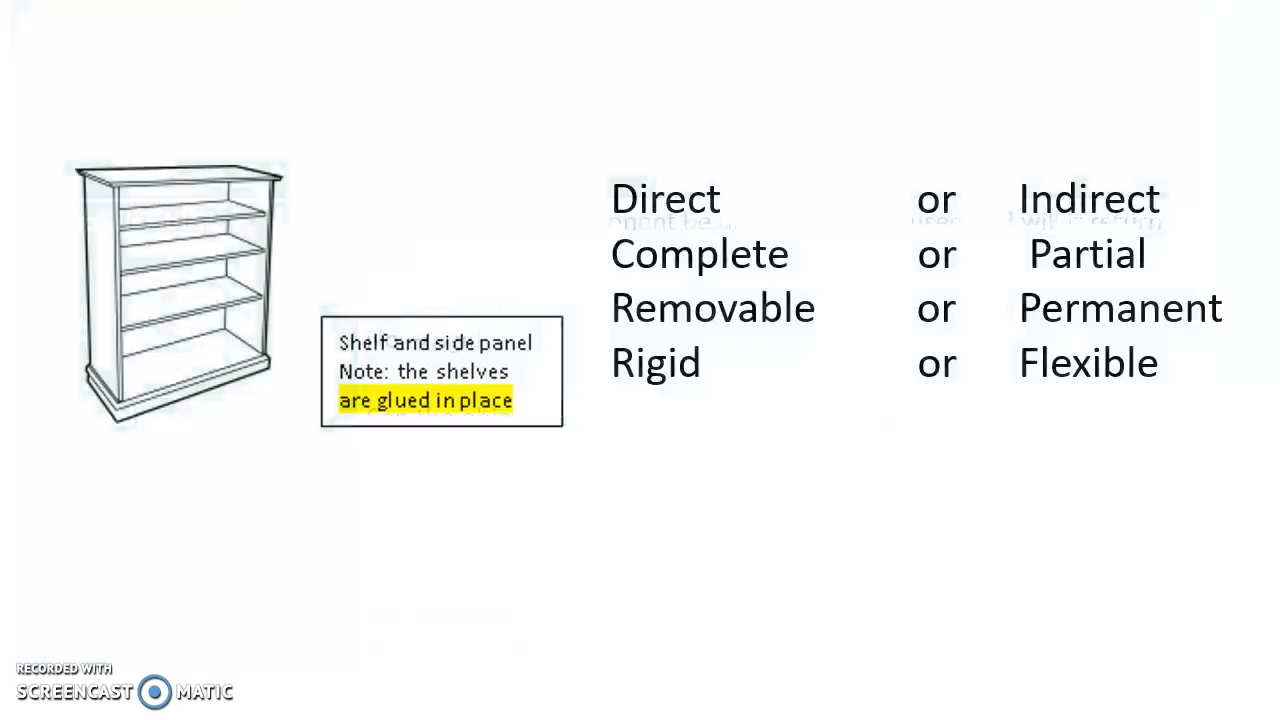 Direct or Indirect
Complete or Partial
Removable or Permanent
Rigid or Flexible
Shelf and side panel
Note: the shelves
are glued in place
RECORDED WITH
SCREENCAST MATIC